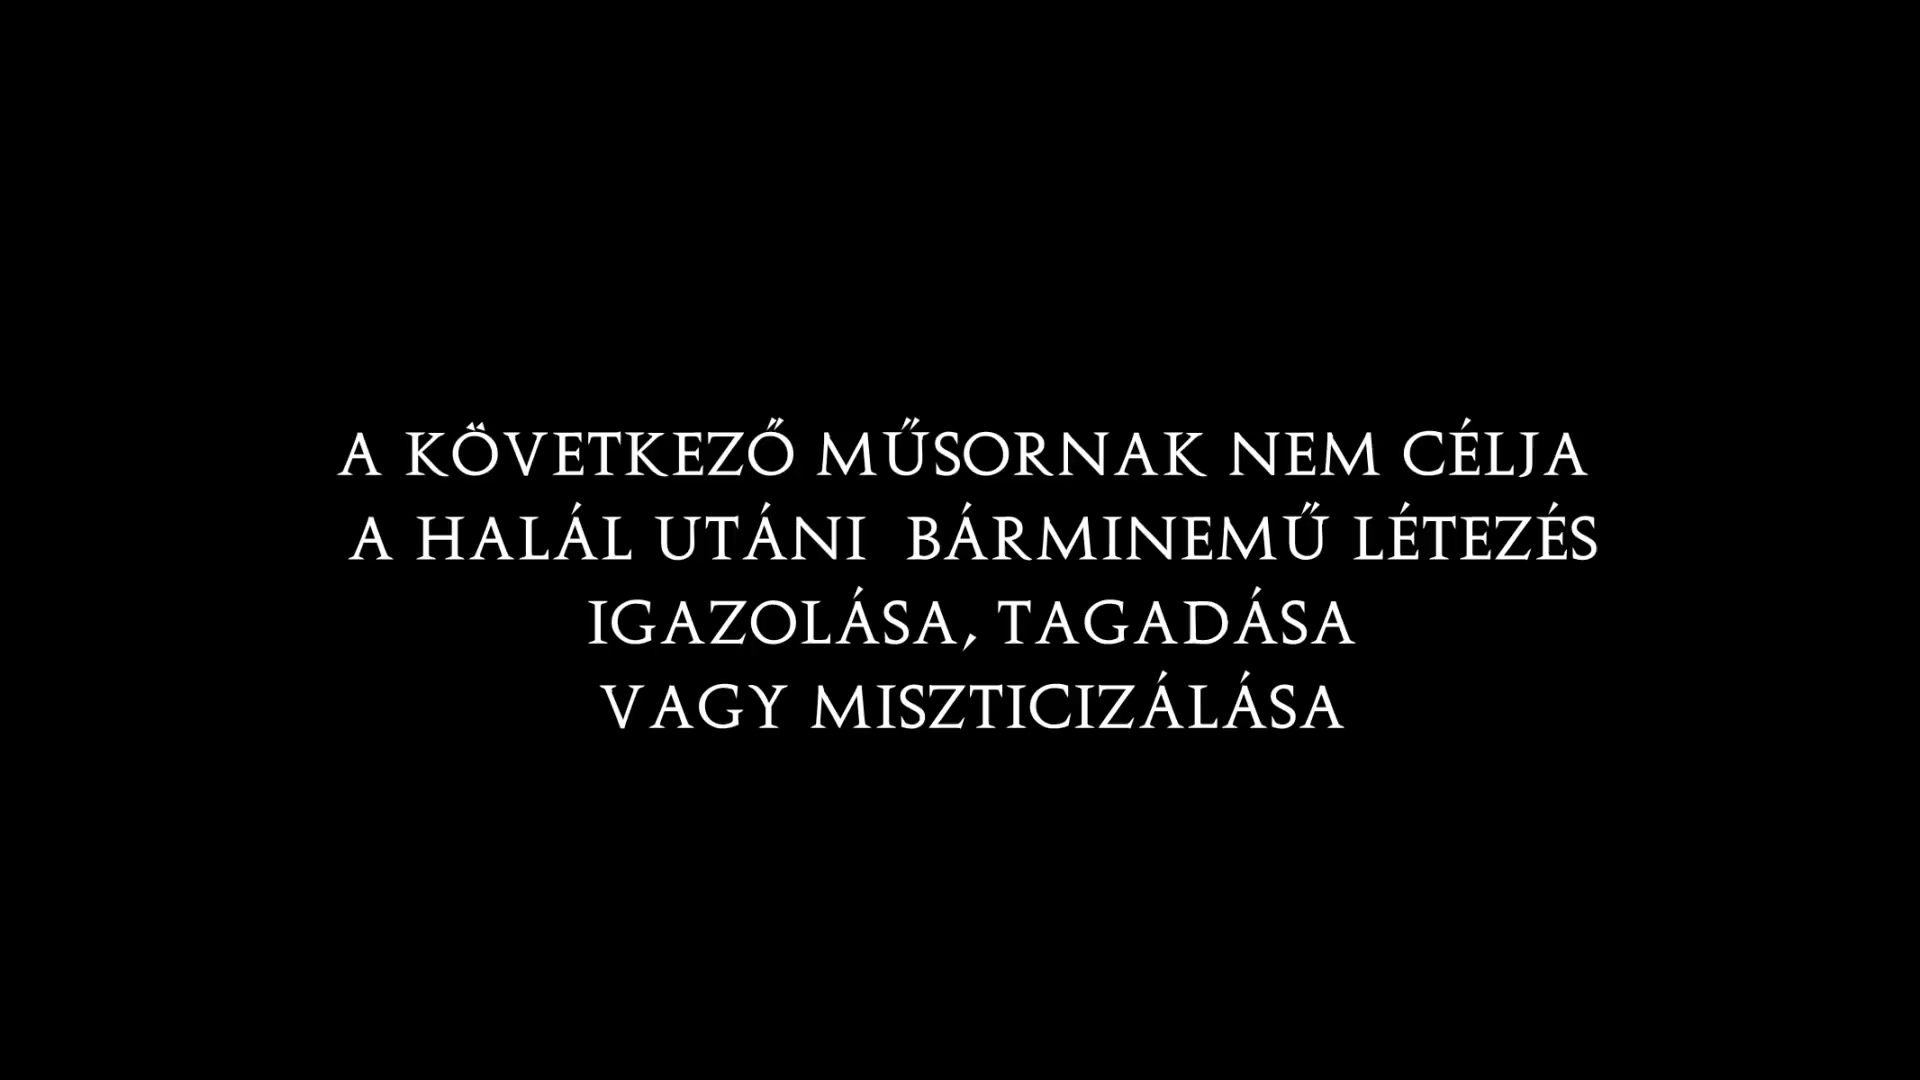 A KÖVETKEZŐ MŰSORNAK NEM CÉLJA
A HALÁL UTÁNI BÁRMINEMŰ LÉTEZÉS
IGAZOLÁSA, TAGADÁSA
VAGY MISZTICIZÁLÁSA